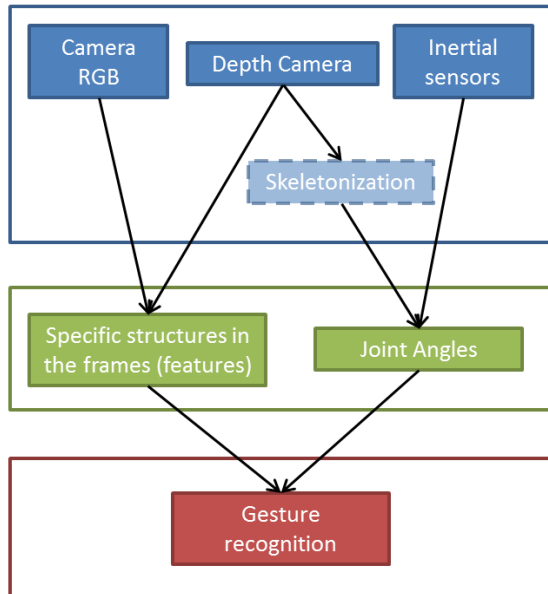 Camera
RGB
Depth Camera
Inertial
sensors
Skeletonization
Specific structures in
the frames (features)
Joint Angles
Gesture
recognition